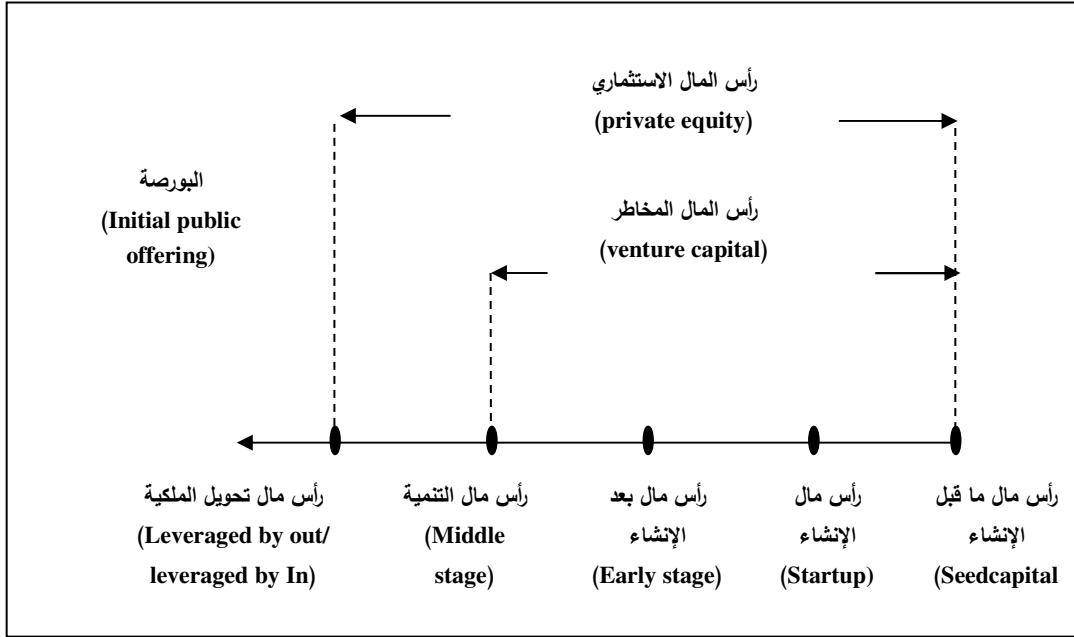 رأس المال الاستثماري
(private equity)
البورصة
(Initial public
offering)
رأس المال المخاطر
(venture capital)
رأس مال ما قبل
الإنشاء
(Seedcapital
رأس مال
الإنشاء
(Startup)
رأس مال بعد
الإنشاء
(Early stage)
رأس مال التنمية
(Middle
stage)
رأس مال تحويل الملكية
(Leveraged by out/
leveraged by In)